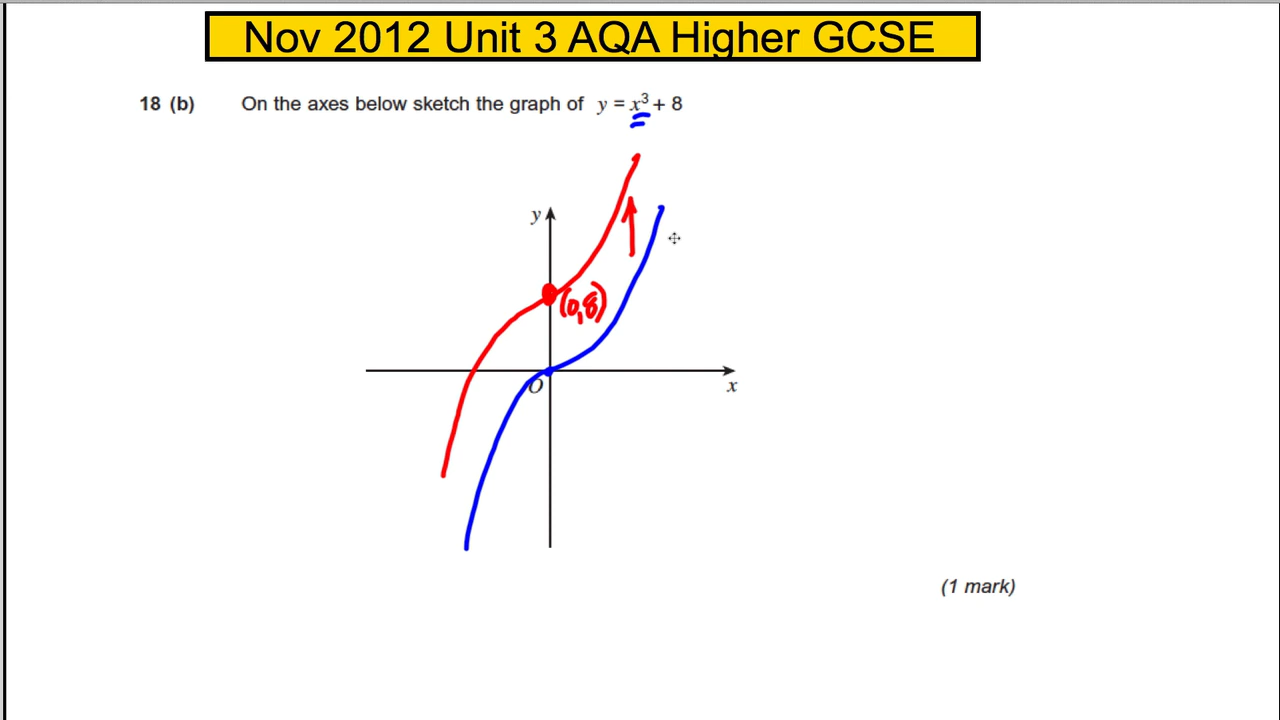 Nov 2012 Unit 3 AQA Higher GCSE
18 (b) On the axes below sketch the graph of y = x³ + 8
y
(0,8)
O
x
(1 mark)